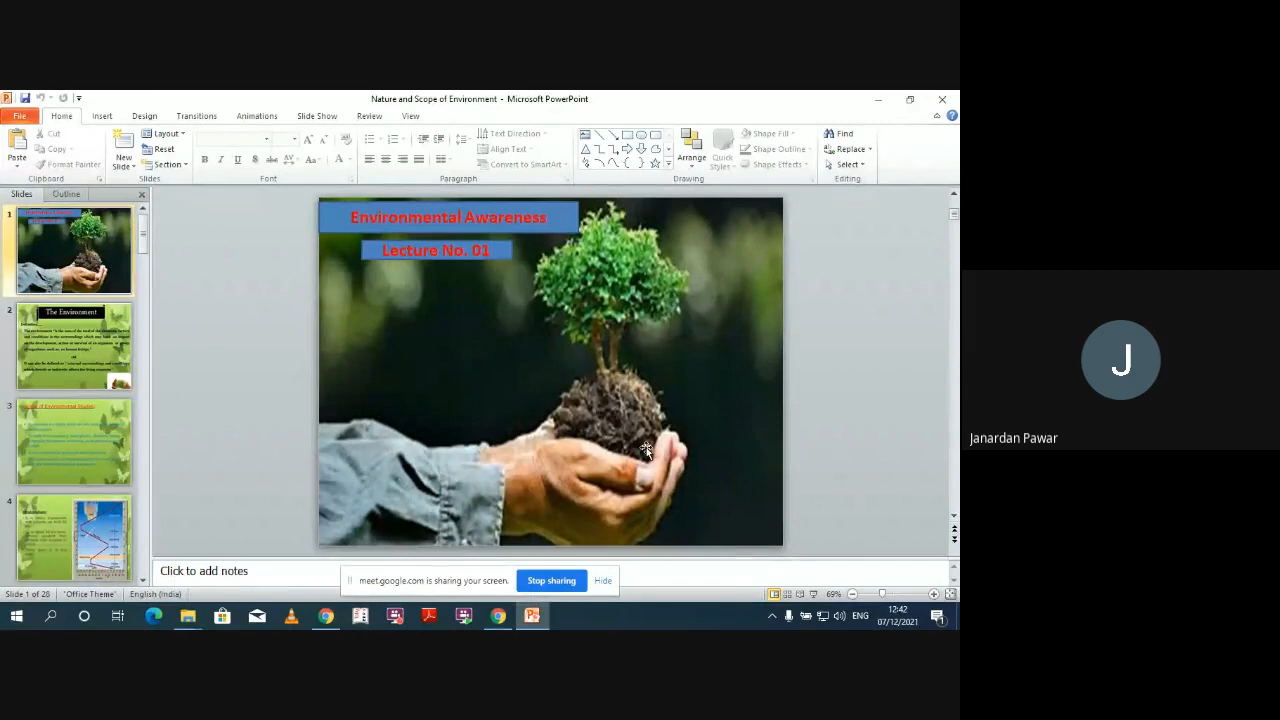 Nature and Scope of Environment - Microsoft PowerPoint
File Home Insert Design Transitions Animations Slide Show Review View
Paste
Cut
Copy
Format Painter
Clipboard
New Slide
Layout
Reset
Section
Slides
Font
Text Direction
Align Text
Convert to SmartArt
Paragraph
Arrange
Quick Styles
Shape Fill
Shape Outline
Shape Effects
Drawing
Find
Replace
Select
Editing
Slides Outline
1
2
The Environment
3
4
Environmental Awareness
Lecture No. 01
Click to add notes
meet.google.com is sharing your screen. Stop sharing Hide
Slide 1 of 28 "Office Theme" English (India) 69%
ENG
12:42
07/12/2021
J
Janardan Pawar